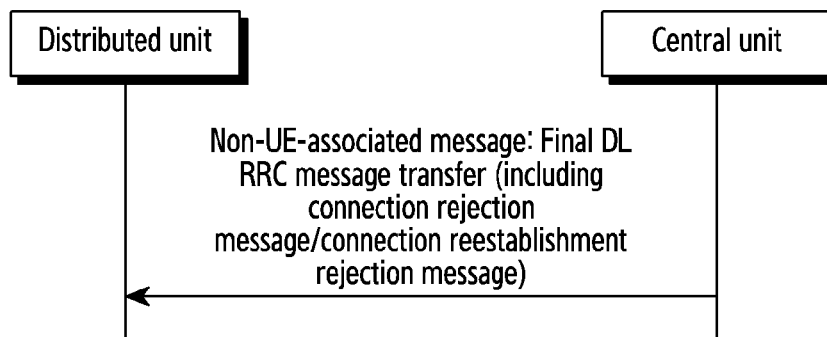 Distributed unit
Central unit
Non-UE-associated message: Final DL
RRC message transfer (including
connection rejection
message/connection reestablishment
rejection message)